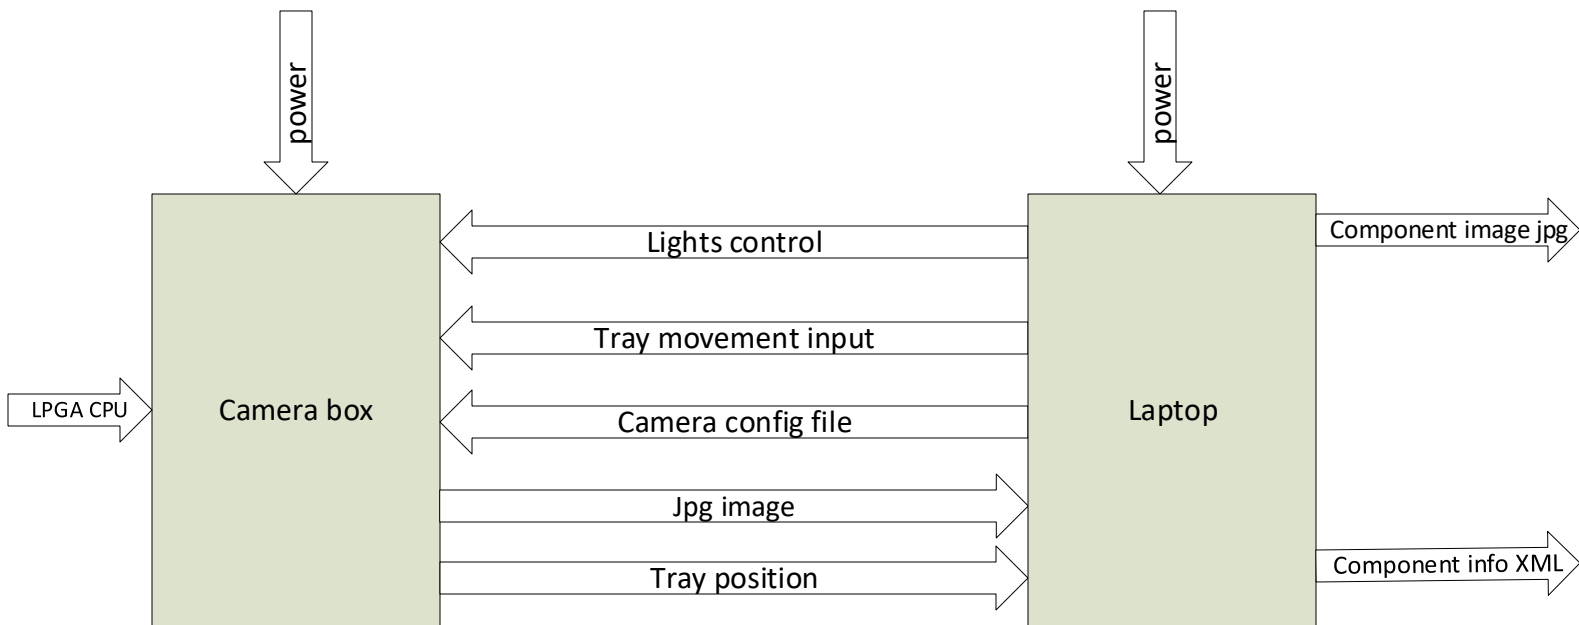 power
power
Lights control
Component image jpg
Tray movement input
LPGA CPU
Camera box
Camera config file
Laptop
Jpg image
Tray position
Component info XML